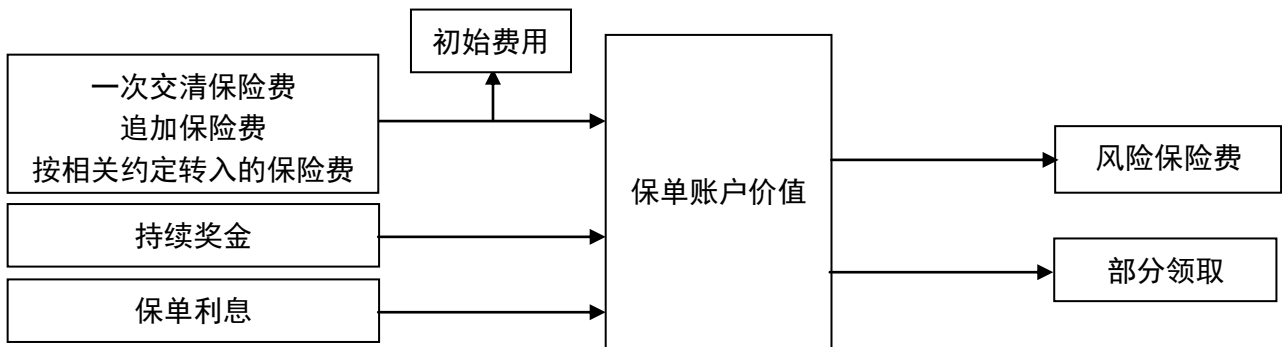 初始费用
一次交清保险费
追加保险费
按相关约定转入的保险费
持续奖金
保单利息
保单账户价值
风险保险费
部分领取